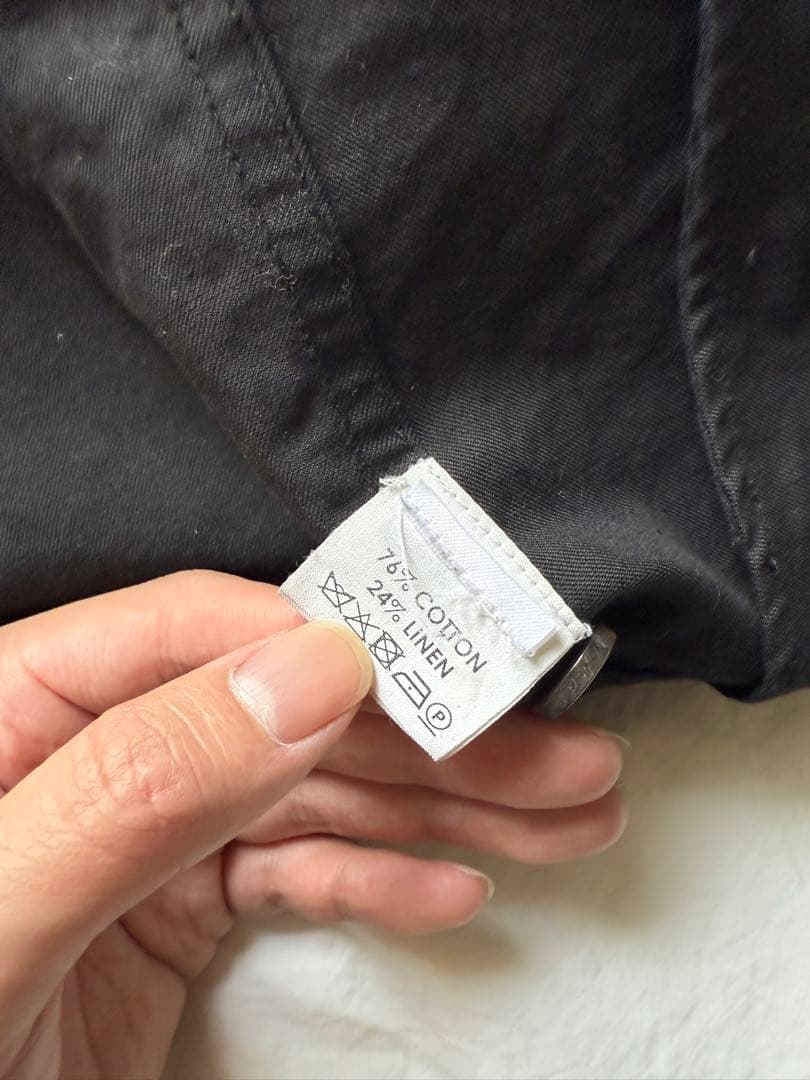 76% COTTON
24% LiNEN
P